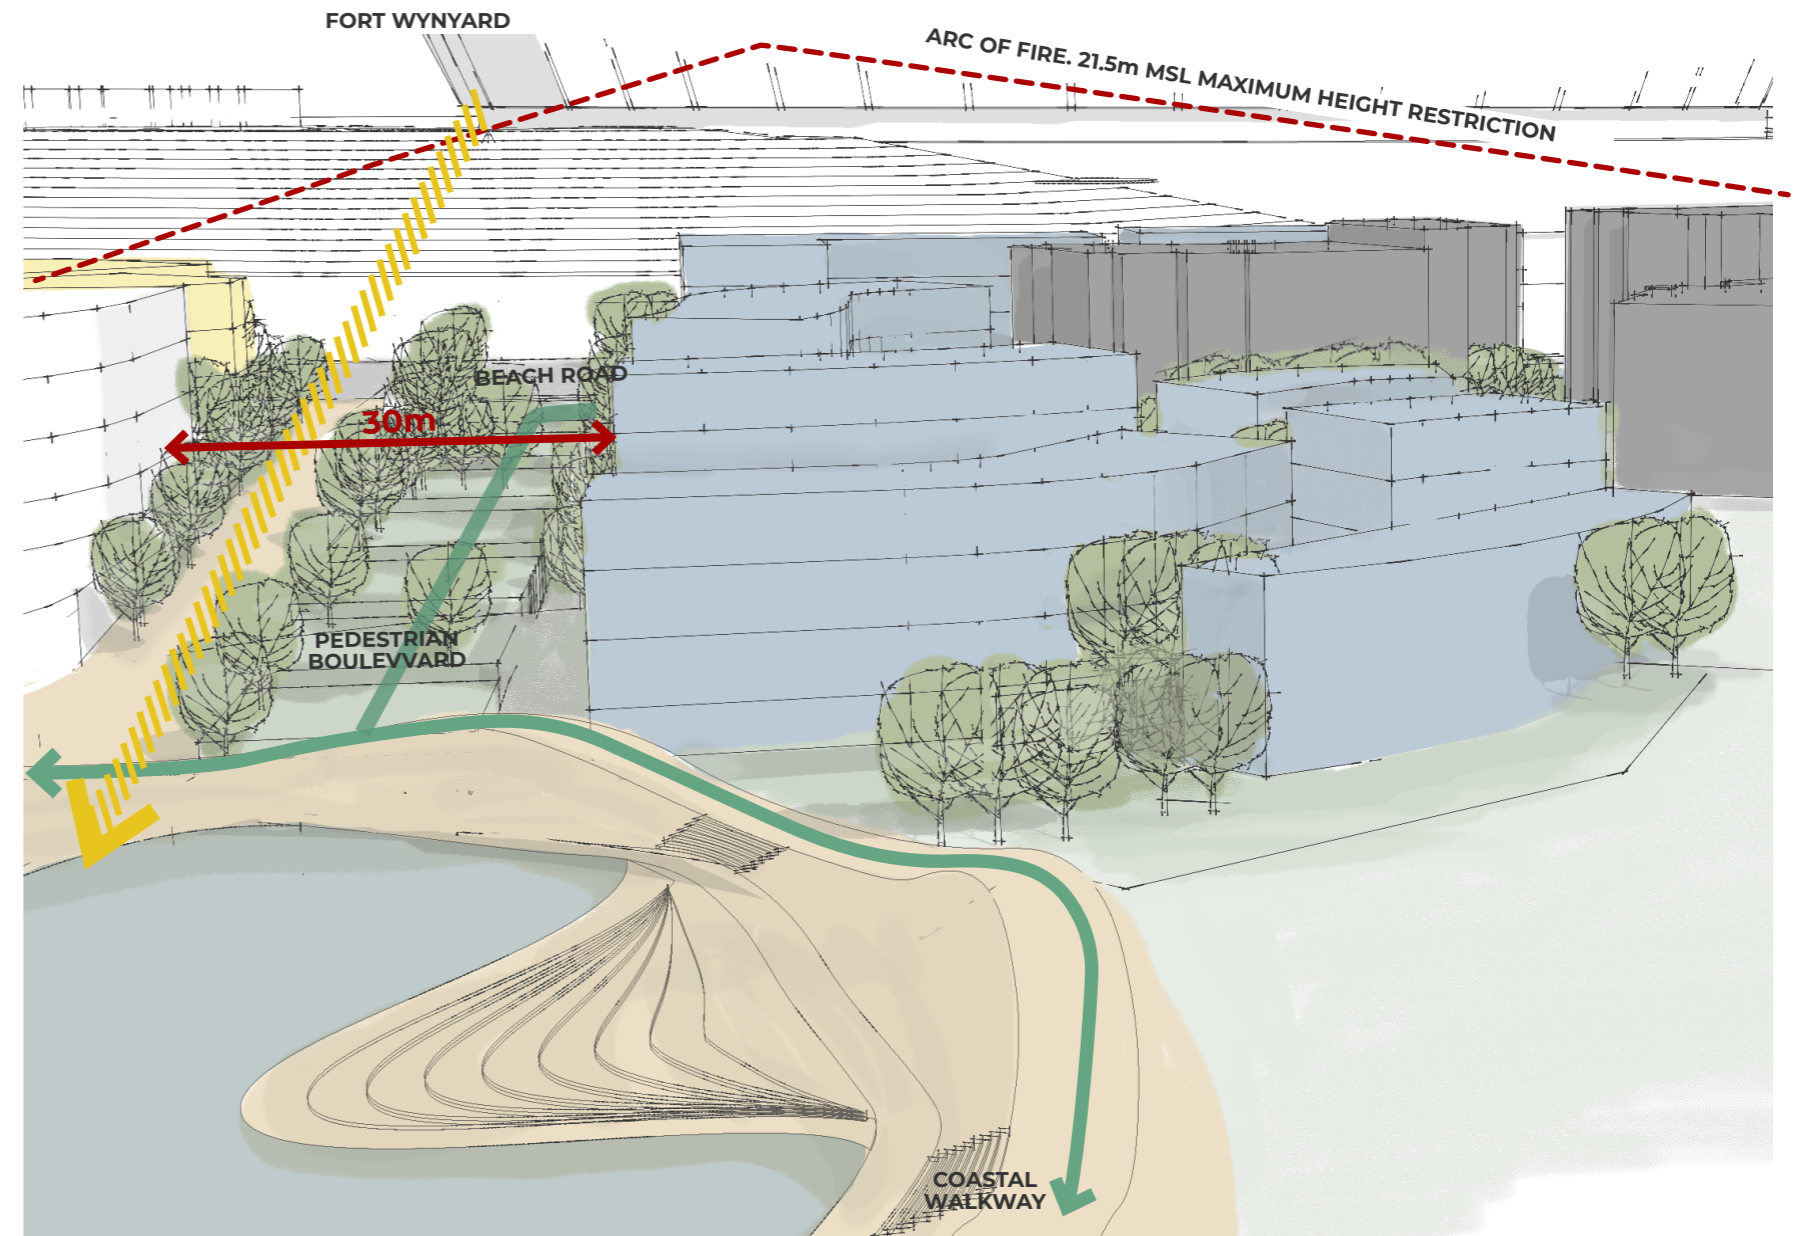 FORT WYNYARD
ARC OF FIRE. 21.5m MSL MAXIMUM HEIGHT RESTRICTION
BEACH ROAD
30m
PEDESTRIAN
BOULEVVARD
COASTAL
WALKWAY